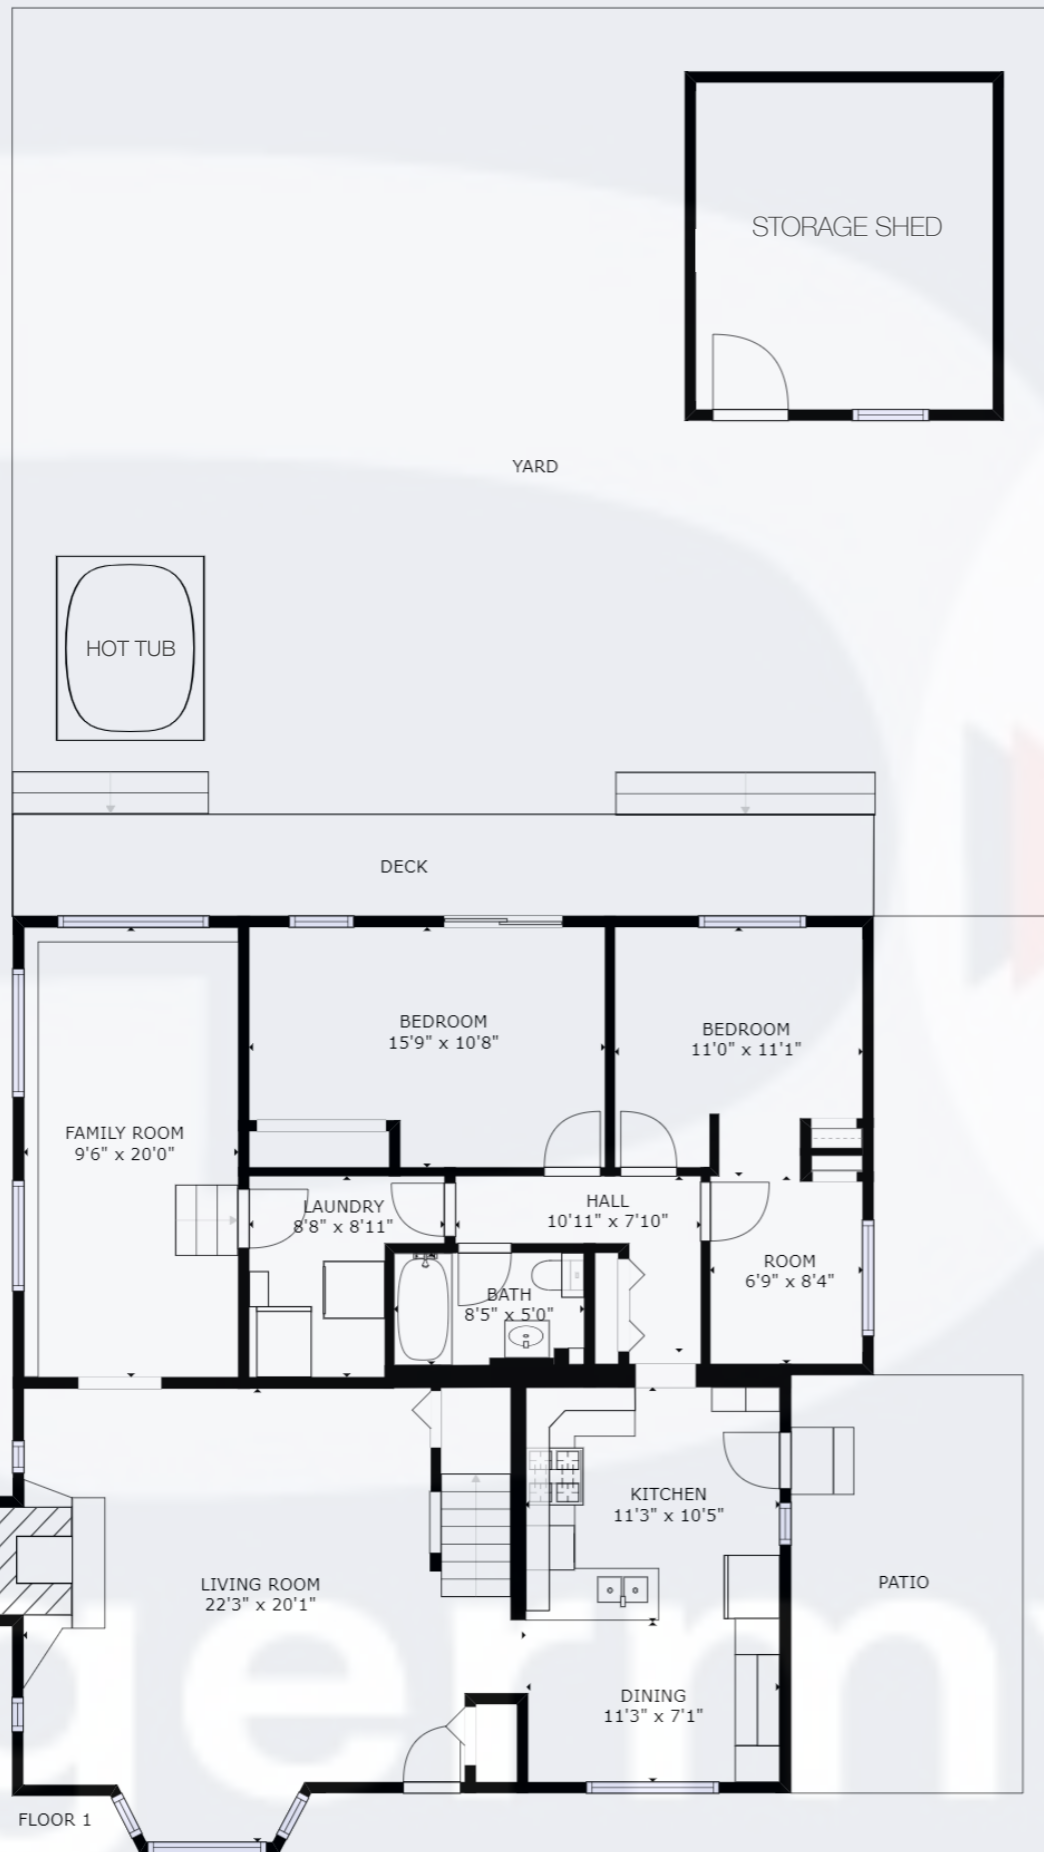 STORAGE SHED
YARD
HOT TUB
DECK
BEDROOM
15'9" x 10'8"
BEDROOM
11'0" x 11'1"
FAMILY ROOM
9'6" x 20'0"
LAUNDRY
8'8" x 8'11"
HALL
10'11" x 7'10"
ROOM
6'9" x 8'4"
BATH
8'5" x 5'0"
KITCHEN
11'3" x 10'5"
PATIO
LIVING ROOM
22'3" x 20'1"
DINING
11'3" x 7'1"
FLOOR 1